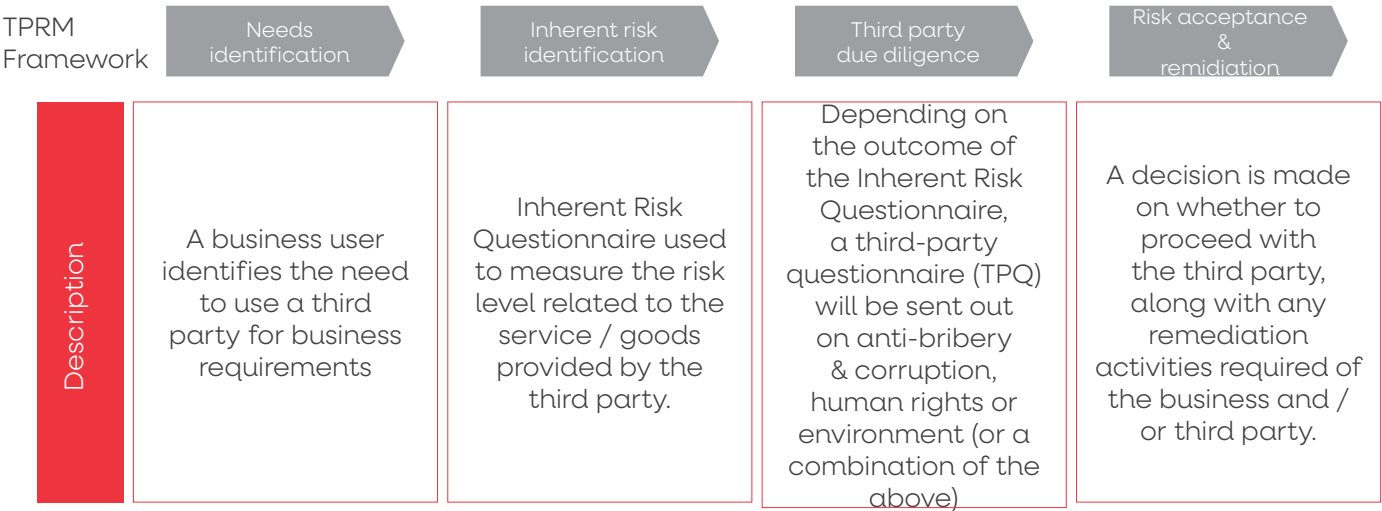 TPRM
Framework
Needs
identification
Inherent risk
identification
Third party
due diligence
Risk acceptance
&
remidiation
Description
A business user
identifies the need
to use a third
party for business
requirements
Inherent Risk
Questionnaire used
to measure the risk
level related to the
service / goods
provided by the
third party.
Depending on
the outcome of
the Inherent Risk
Questionnaire,
a third-party
questionnaire (TPQ)
will be sent out
on anti-bribery
& corruption,
human rights or
environment (or a
combination of the
above)
A decision is made
on whether to
proceed with
the third party,
along with any
remediation
activities required of
the business and /
or third party.